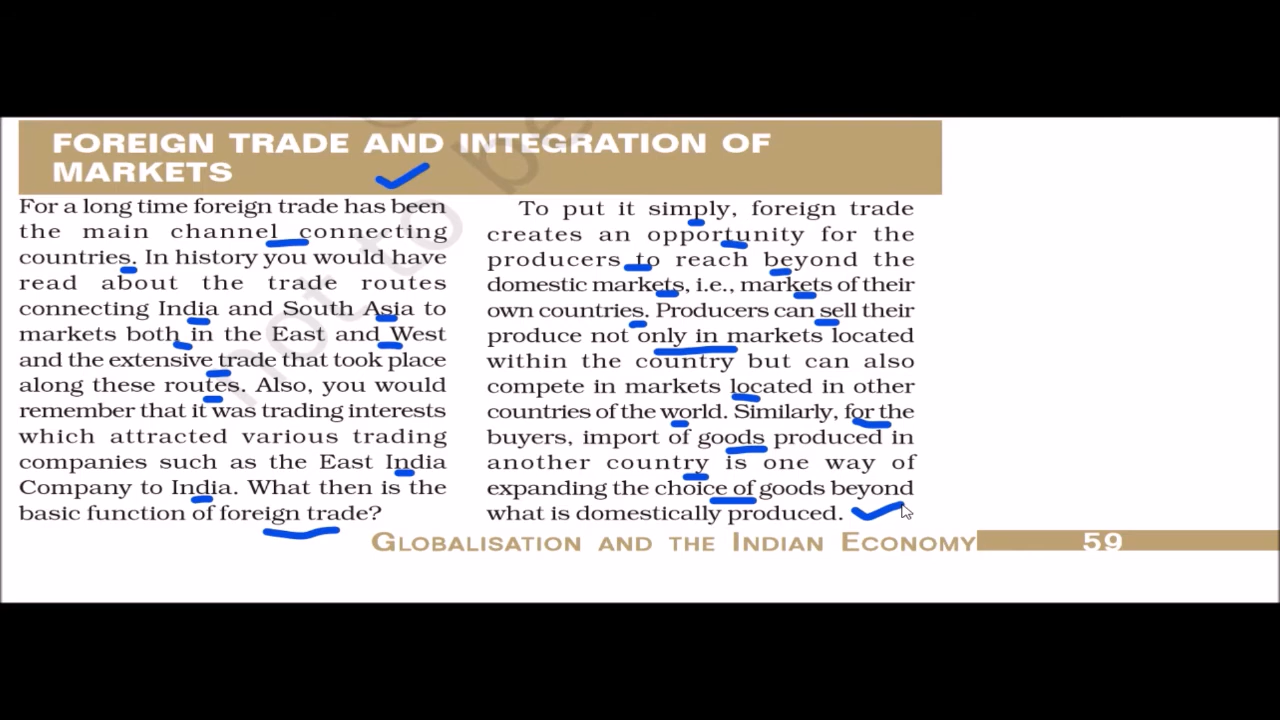 FOREIGN TRADE AND INTEGRATION OF
MARKETS
For a long time foreign trade has been
the main channel connecting
countries. In history you would have
read about the trade routes
connecting India and South Asia to
markets both in the East and West
and the extensive trade that took place
along these routes. Also, you would
remember that it was trading interests
which attracted various trading
companies such as the East India
Company to India. What then is the
basic function of foreign trade?
To put it simply, foreign trade
creates an opportunity for the
producers to reach beyond the
domestic markets, i.e., markets of their
own countries. Producers can sell their
produce not only in markets located
within the country but can also
compete in markets located in other
countries of the world. Similarly, for the
buyers, import of goods produced in
another country is one way of
expanding the choice of goods beyond
what is domestically produced.
GLOBALISATION AND THE INDIAN ECONOMY 59
not to be